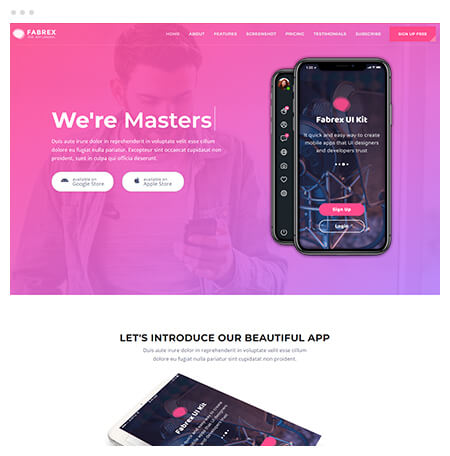 FABREX
HOME ABOUT FEATURES SCREENSHOT PRICING TESTIMONIALS SUBSCRIBE SIGN UP FREE
We're Masters
Duis aute irure dolor in reprehenderit in voluptate velit esse cillum
dolore eu fugiat nulla pariatur. Excepteur sint occaecat cupidatat non
proident, sunt in culpa qui officia deserunt.
available on
Google Store
available on
Apple Store
Fabrex UI Kit
It quick and easy way to create
mobile apps that UI designers
and developers trust
Sign Up
Login
LET'S INTRODUCE OUR BEAUTIFUL APP
Duis aute irure dolor in reprehenderit in voluptate velit esse cillum
dolore eu fugiat nulla pariatur. Excepteur sint occaecat cupidatat non proident.
Fabrex UI Kit